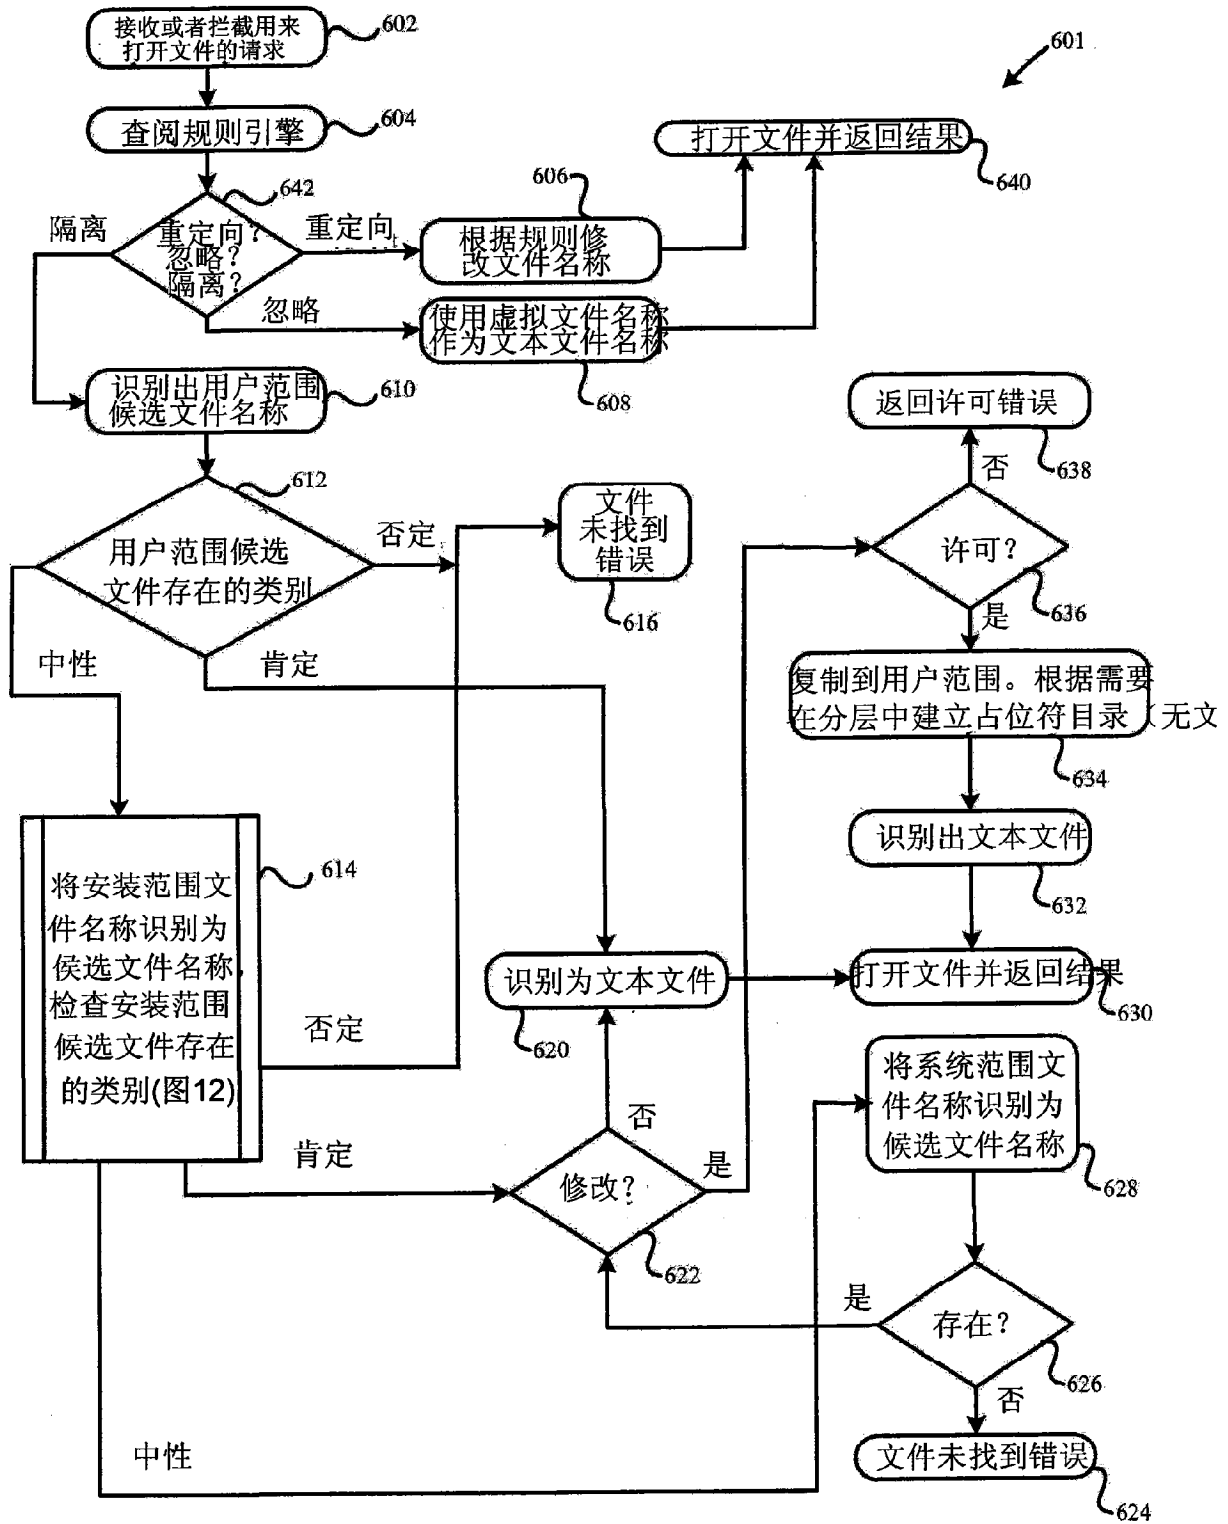 接收或者拦截用来
打开文件的请求
602
601
查阅规则引擎
604
打开文件并返回结果
640
642
606
隔离
重定向?
忽略?
隔离?
重定向
根据规则修
改文件名称
忽略
使用虚拟文件名称
作为文本文件名称
608
识别出用户范围
候选文件名称
610
返回许可错误
638
否
612
用户范围候选
文件存在的类别
否定
文件
未找到
错误
616
许可?
636
是
中性
肯定
复制到用户范围。根据需要
在分层中建立占位符目录（无文
634
识别出文本文件
632
将安装范围文
件名称识别为
侯选文件名称.
检查安装范围
候选文件存在
的类别(图12)
614
否定
识别为文本文件
620
打开文件并返回结果
630
将系统范围文
件名称识别为
候选文件名称
628
否
肯定
修改?
是
622
是
存在?
626
否
中性
文件未找到错误
624